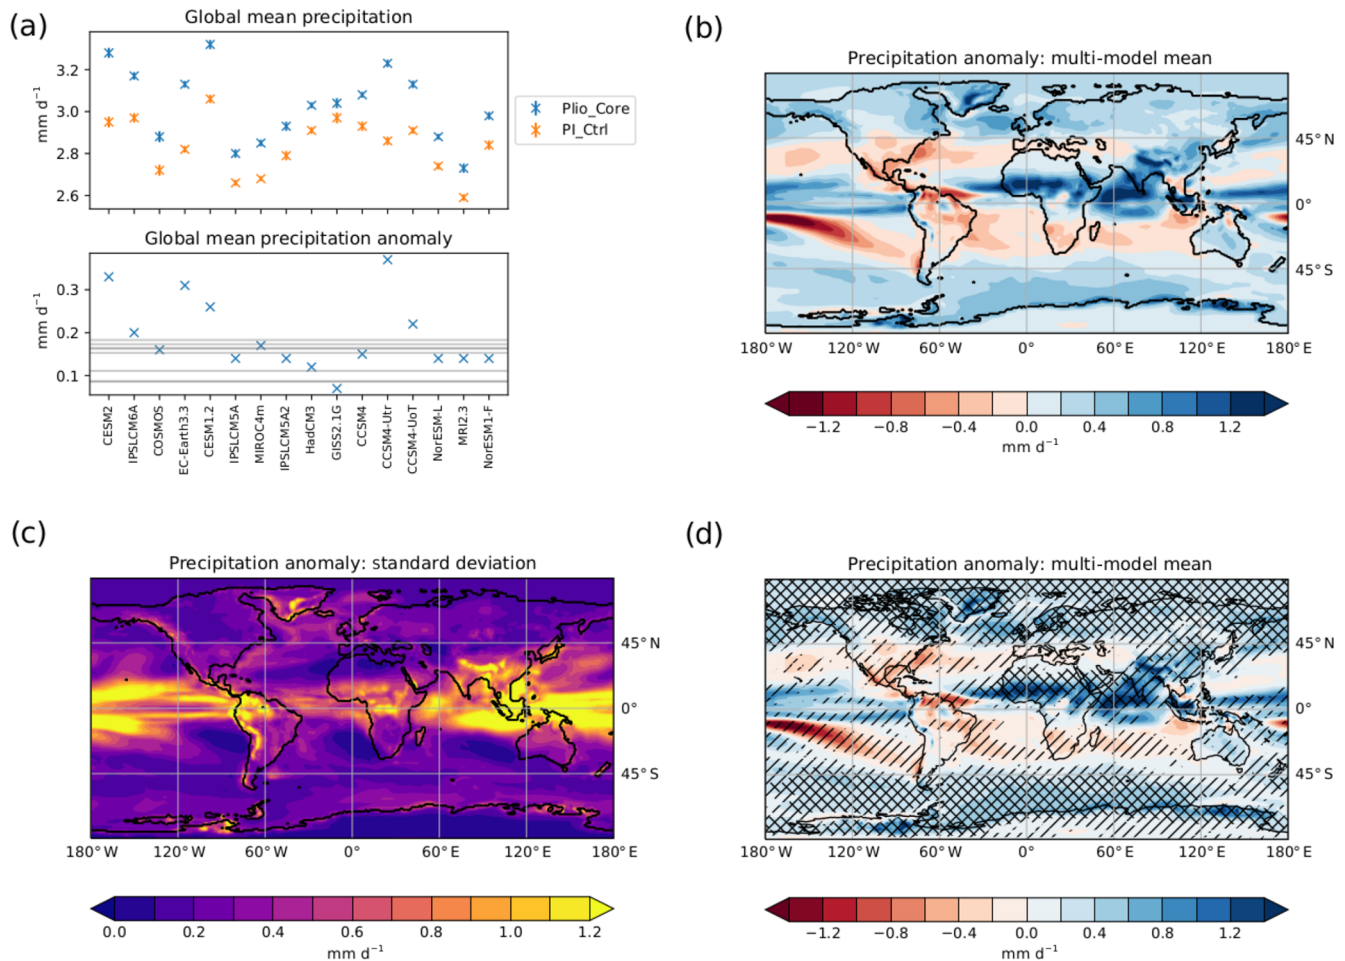 (a)
Global mean precipitation
mm d⁻¹
3.2
3.0
2.8
2.6
Plio_Core
PI_Ctrl
Global mean precipitation anomaly
mm d⁻¹
0.3
0.2
0.1
CESM2
IPSLCM6A
COSMOS
EC-Earth3.3
CESM1.2
IPSLCM5A
MIROC4m
IPSLCM5A2
HadCM3
GISS2.1G
CCSM4
CCSM4-Utr
CCSM4-UoT
NorESM-L
MRI2.3
NorESM1-F
(b)
Precipitation anomaly: multi-model mean
45°N
0°
45°S
180°W 120°W 60°W 0° 60°E 120°E 180°E
−1.2 −0.8 −0.4 0.0 0.4 0.8 1.2
mm d⁻¹
(c)
Precipitation anomaly: standard deviation
45°N
0°
45°S
180°W 120°W 60°W 0° 60°E 120°E 180°E
0.0 0.2 0.4 0.6 0.8 1.0 1.2
mm d⁻¹
(d)
Precipitation anomaly: multi-model mean
45°N
0°
45°S
180°W 120°W 60°W 0° 60°E 120°E 180°E
−1.2 −0.8 −0.4 0.0 0.4 0.8 1.2
mm d⁻¹